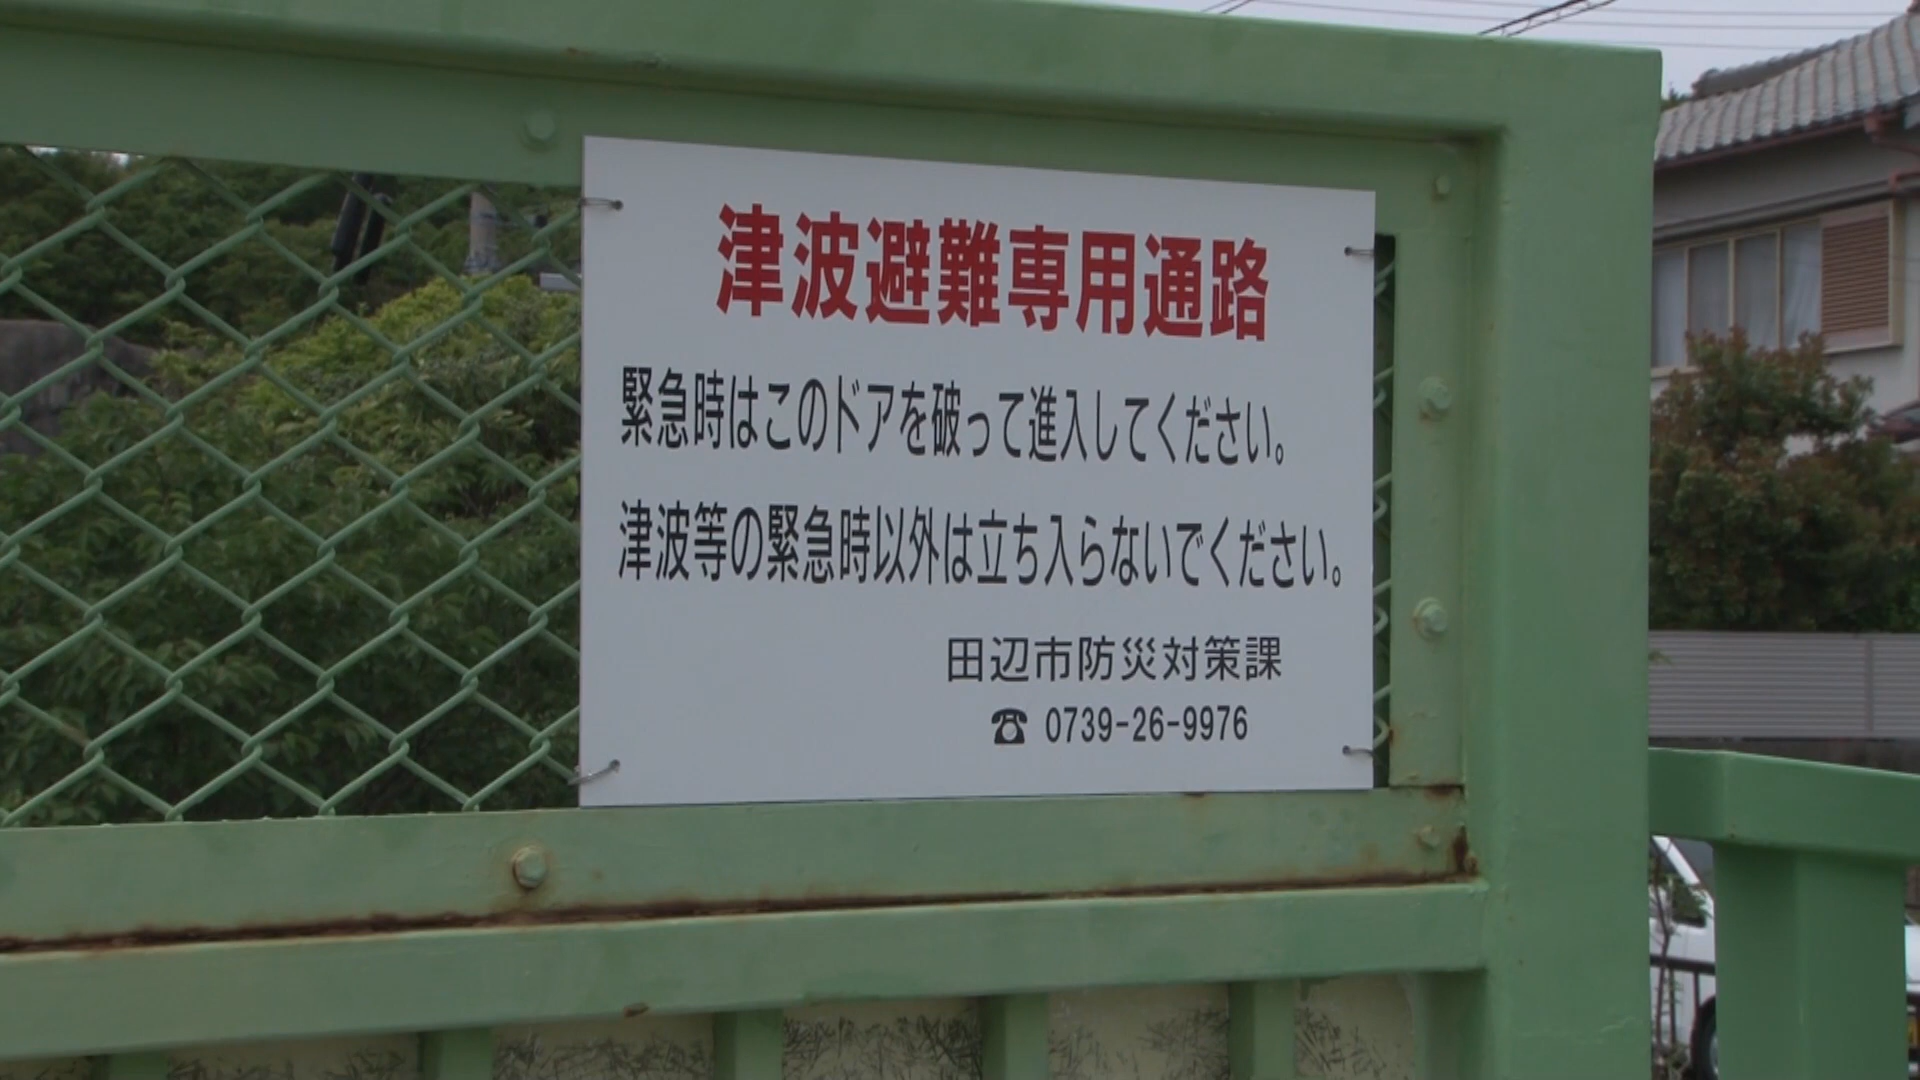 津波避難専用通路
緊急時はこのドアを破って進入してください。
津波等の緊急時以外は立ち入らないでください。
田辺市防災対策課
☎ 0739-26-9976